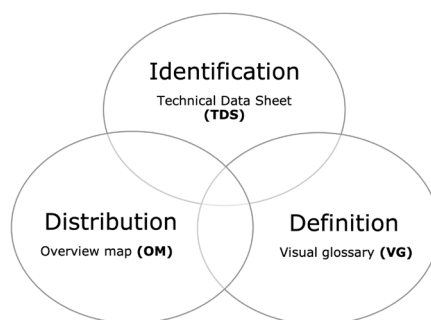 Identification
Technical Data Sheet
(TDS)
Distribution
Overview map (OM)
Definition
Visual glossary (VG)